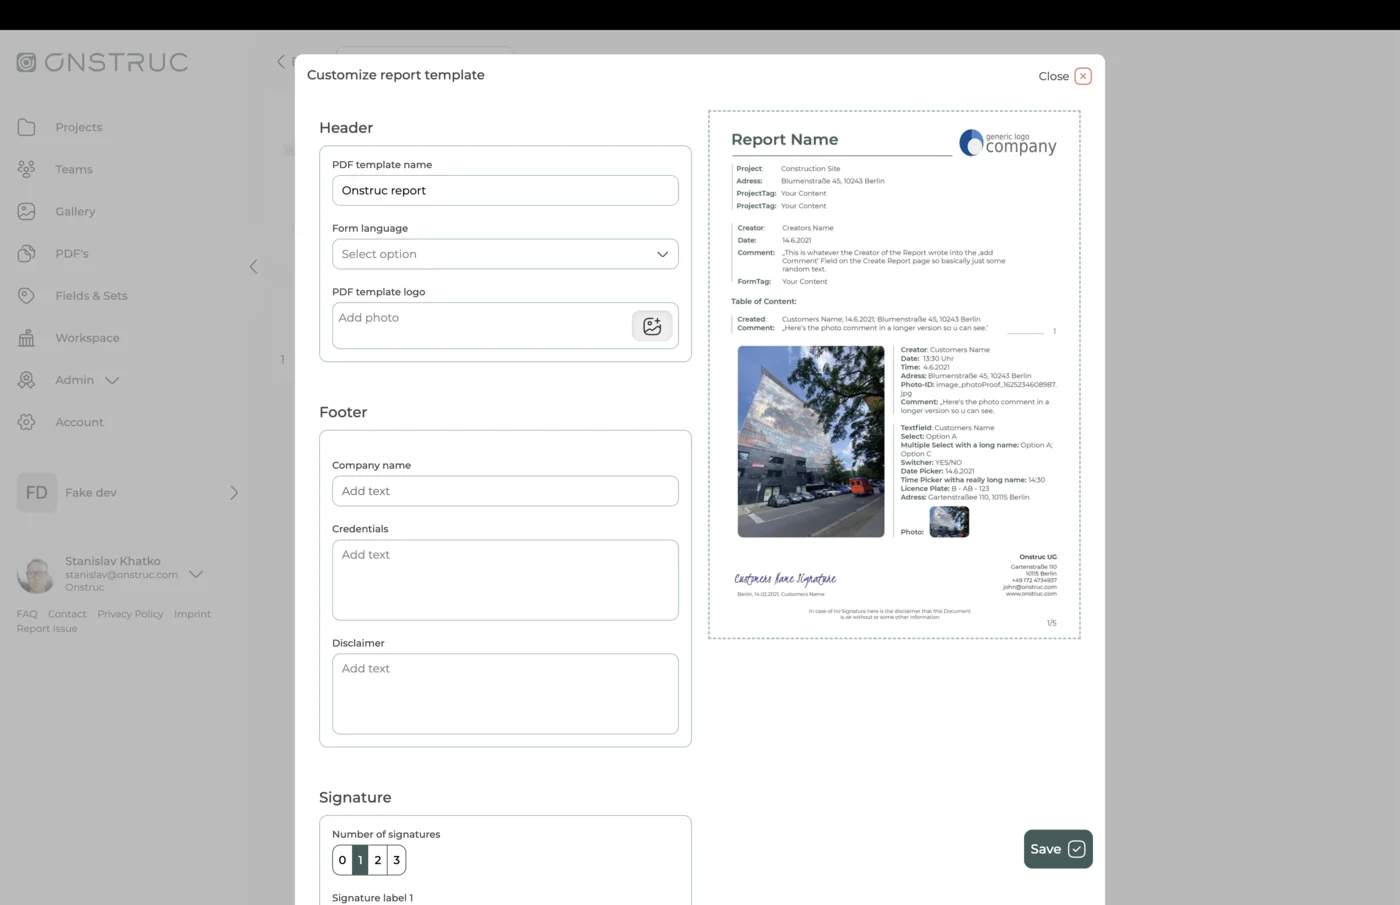 ONSTRUC
Projects
Teams
Gallery
PDF's
Fields & Sets
Workspace
Admin
Account
FD
Fake dev
Stanislav Khatko
stanislav@onstruc.com
Onstruc
FAQ Contact Privacy Policy Imprint
Report Issue
1
Customize report template
Close
Header
PDF template name
Onstruc report
Form language
Select option
PDF template logo
Add photo
Footer
Company name
Add text
Credentials
Add text
Disclaimer
Add text
Signature
Number of signatures
0 1 2 3
Signature label 1
Report Name
generic logo
company
Project: Construction Site
Adress: Blumenstraße 45, 10243 Berlin
ProjectTag: Your Content
ProjectTag: Your Content
Creator: Creators Name
Date: 14.6.2021
Comment: „This is whatever the Creator of the Report wrote into the ‚add
Comment' Field on the Create Report page so basically just some
random text.
FormTag: Your Content
Table of Content:
Created: Customers Name; 14.6.2021; Blumenstraße 45, 10243 Berlin
Comment: „Here's the photo comment in a longer version so u can see."
1
Creator: Customers Name
Date: 13:30 Uhr
Time: 4.6.2021
Adress: Blumenstraße 45, 10243 Berlin
Photo-ID: image_photoProof_1625234608987.
jpg
Comment: „Here's the photo comment in a
longer version so u can see.
Textfield: Customers Name
Select: Option A
Multiple Select with a long name: Option A;
Option C
Switcher: YES/NO
Date Picker: 14.6.2021
Time Picker witha really long name: 14:30
Licence Plate: B - AB - 123
Adress: Gartenstraßee 110, 10115 Berlin
Photo:
Customers Name Signature
Berlin, 14.02.2021, Customers Name
Onstruc UG
Gartenstraße 110
10115 Berlin
+49 172 4734937
john@onstruc.com
www.onstruc.com
In case of no Signature here is the disclaimer that this Document
is ok without or some other information
1/5
Save